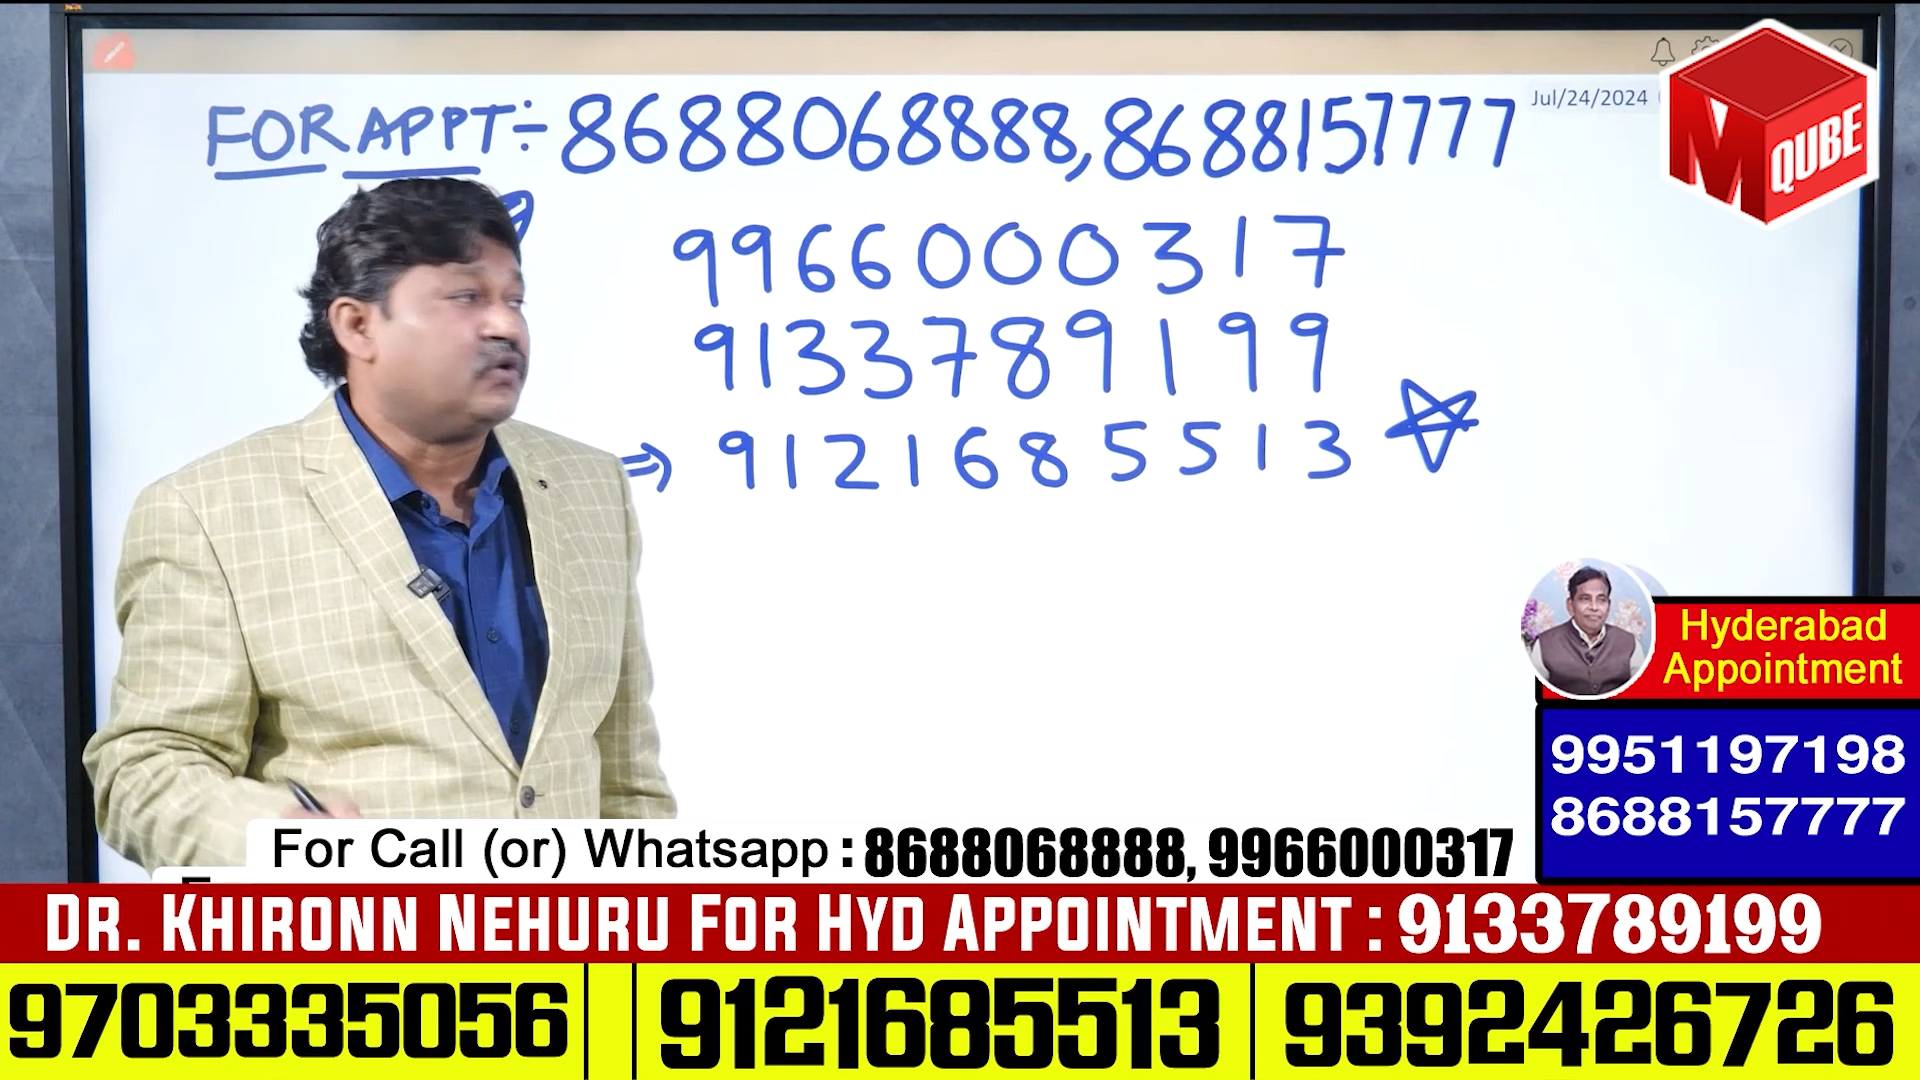 Jul/24/2024
FOR APPT÷ 8688068888, 8688157777
M QUBE
9966000317
9133789199
⇒ 9121685513
Hyderabad
Appointment
9951197198
8688157777
For Call (or) Whatsapp : 8688068888, 9966000317
DR. KHIRONN NEHURU FOR HYD APPOINTMENT : 9133789199
9703335056 9121685513 9392426726